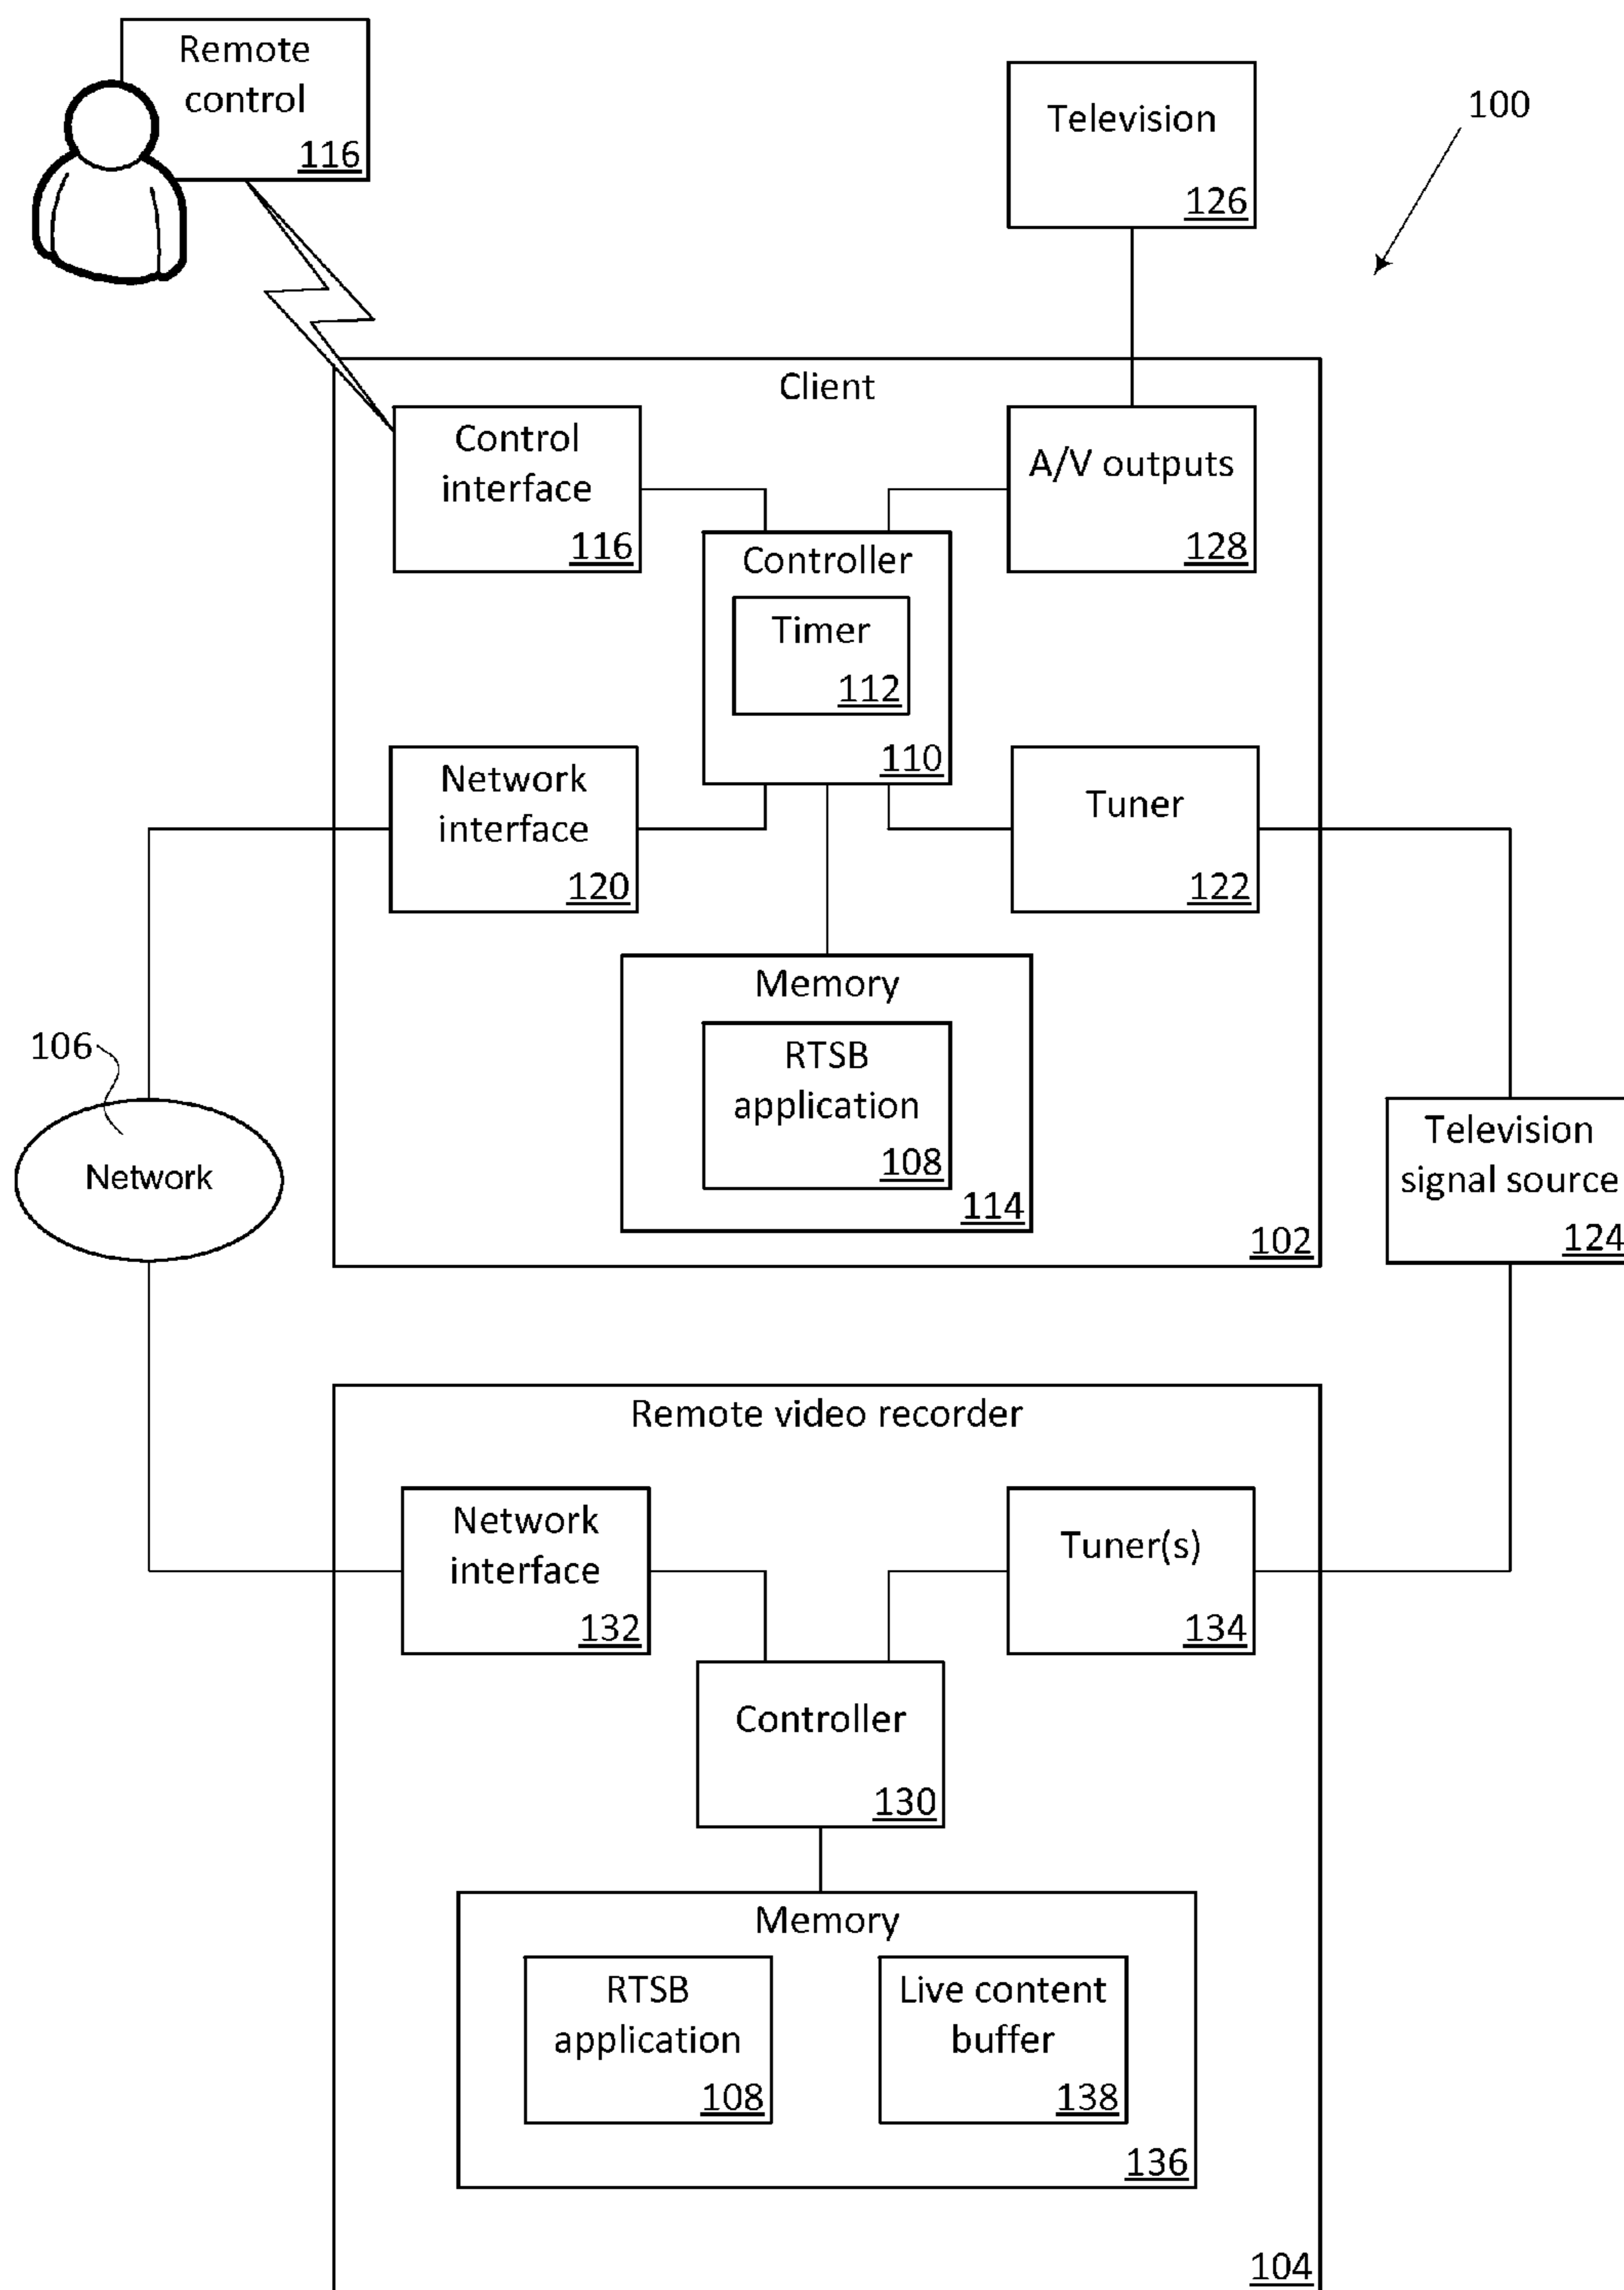 Remote
control
116
Television
126
100
Client
Control
interface
116
A/V outputs
128
Controller
Timer
112
110
Network
interface
120
Tuner
122
Memory
RTSB
application
108
114
102
106
Network
Television
signal source
124
Remote video recorder
Network
interface
132
Tuner(s)
134
Controller
130
Memory
RTSB
application
108
Live content
buffer
138
136
104